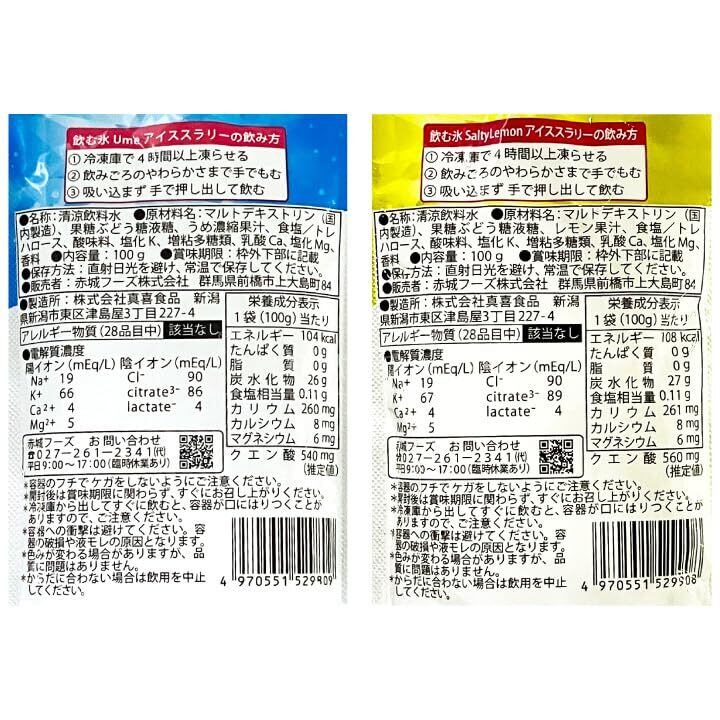 飲む氷 Ume アイススラリーの飲み方
① 冷凍庫で4時間以上凍らせる
② 飲みごろのやわらかさまで手でもむ
③ 吸い込まず 手で押し出して飲む
●名称：清涼飲料水 ●原材料名：マルトデキストリン（国
内製造）、果糖ぶどう糖液糖、うめ濃縮果汁、食塩／トレ
ハロース、酸味料、塩化K、増粘多糖類、乳酸Ca、塩化Mg、
香料 ●内容量：100g ●賞味期限：枠外下部に記載
●保存方法：直射日光を避け、常温で保存してください。
●販売者：赤城フーズ株式会社 群馬県前橋市上大島町84
●製造所：株式会社真喜食品 新潟
県新潟市東区津島屋3丁目227-4
アレルギー物質（28品目中） 該当なし
●電解質濃度
陽イオン（mEq/L） 陰イオン（mEq/L）
Na+ 19 Cl- 90
K+ 66 citrate3- 86
Ca2+ 4 lactate- 4
Mg2+ 5
赤城フーズ お問い合わせ
☎027-261-2341(代)
平日9:00～17:00（臨時休業あり）
栄養成分表示
1袋（100g）当たり
エネルギー 104 kcal
たんぱく質 0g
脂質 0g
炭水化物 26g
食塩相当量 0.11g
カリウム 260mg
カルシウム 8mg
マグネシウム 6mg
クエン酸 540mg
（推定値）
*容器のフチでケガをしないようにご注意ください。
*開封後は賞味期限に関わらず、すぐにお召し上がりください。
*冷凍庫から出してすぐに飲むと、容器が口にはりつくことが
ありますので、ご注意ください。
*容器への衝撃は避けてください。容
器の破損や液モレの原因となります。
*色みが変わる場合がありますが、品
質に問題はありません。
*からだに合わない場合は飲用を中止
してください。
4 970551 529809
飲む氷 SaltyLemon アイススラリーの飲み方
① 冷凍庫で4時間以上凍らせる
② 飲みごろのやわらかさまで手でもむ
③ 吸い込まず 手で押し出して飲む
●名称：清涼飲料水 ●原材料名：マルトデキストリン（国
内製造）、果糖ぶどう糖液糖、レモン果汁、食塩／トレ
ハロース、酸味料、塩化K、増粘多糖類、乳酸Ca、塩化Mg、
香料 ●内容量：100g ●賞味期限：枠外下部に記載
●保存方法：直射日光を避け、常温で保存してください。
●販売者：赤城フーズ株式会社 群馬県前橋市上大島町84
●製造所：株式会社真喜食品 新潟
県新潟市東区津島屋3丁目227-4
アレルギー物質（28品目中） 該当なし
●電解質濃度
陽イオン（mEq/L） 陰イオン（mEq/L）
Na+ 19 Cl- 90
K+ 67 citrate3- 89
Ca2+ 4 lactate- 4
Mg2+ 5
赤城フーズ お問い合わせ
☎027-261-2341(代)
平日9:00～17:00（臨時休業あり）
栄養成分表示
1袋（100g）当たり
エネルギー 108 kcal
たんぱく質 0g
脂質 0g
炭水化物 27g
食塩相当量 0.11g
カリウム 261mg
カルシウム 8mg
マグネシウム 6mg
クエン酸 560mg
（推定値）
*容器のフチでケガをしないようにご注意ください。
*開封後は賞味期限に関わらず、すぐにお召し上がりください。
*冷凍庫から出してすぐに飲むと、容器が口にはりつくことが
ありますので、ご注意ください。
*容器への衝撃は避けてください。容
器の破損や液モレの原因となります。
*色みが変わる場合がありますが、品
質に問題はありません。
*からだに合わない場合は飲用を中止
してください。
4 970551 529908